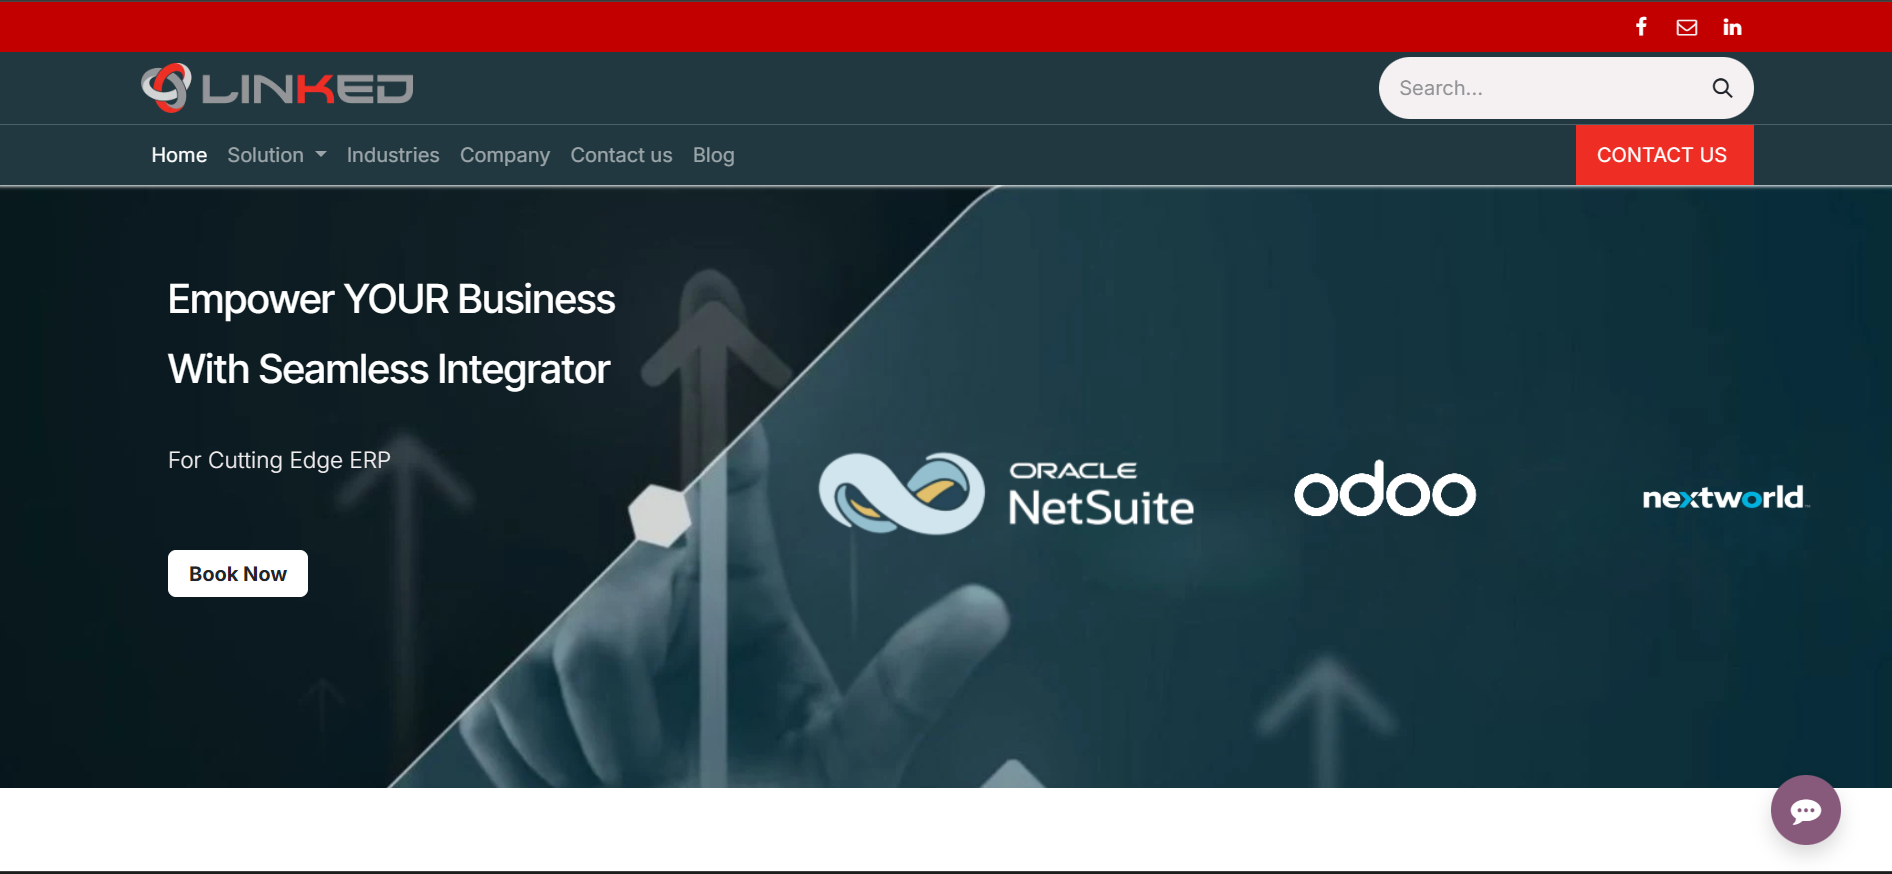 LINKED
Search...
Home Solution Industries Company Contact us Blog
CONTACT US
Empower YOUR Business
With Seamless Integrator
For Cutting Edge ERP
ORACLE
NetSuite
odoo
nextworld
Book Now